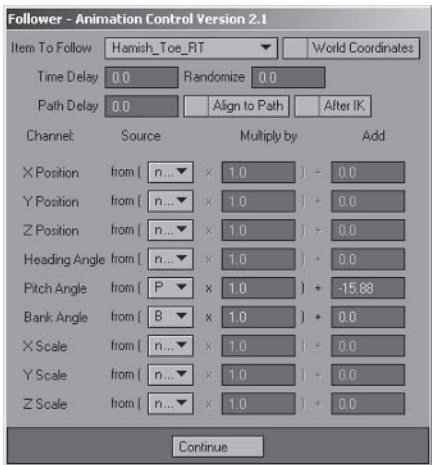 Follower - Animation Control Version 2.1
Item To Follow Hamish_Toe_RT World Coordinates
Time Delay 0.0 Randomize 0.0
Path Delay 0.0 Align to Path After IK
Channel: Source Multiply by Add
X Position from ( n... x 1.0 ) + 0.0
Y Position from ( n... x 1.0 ) + 0.0
Z Position from ( n... x 1.0 ) + 0.0
Heading Angle from ( n... x 1.0 ) + 0.0
Pitch Angle from ( P x 1.0 ) + -15.88
Bank Angle from ( B x 1.0 ) + 0.0
X Scale from ( n... x 1.0 ) + 0.0
Y Scale from ( n... x 1.0 ) + 0.0
Z Scale from ( n... x 1.0 ) + 0.0
Continue